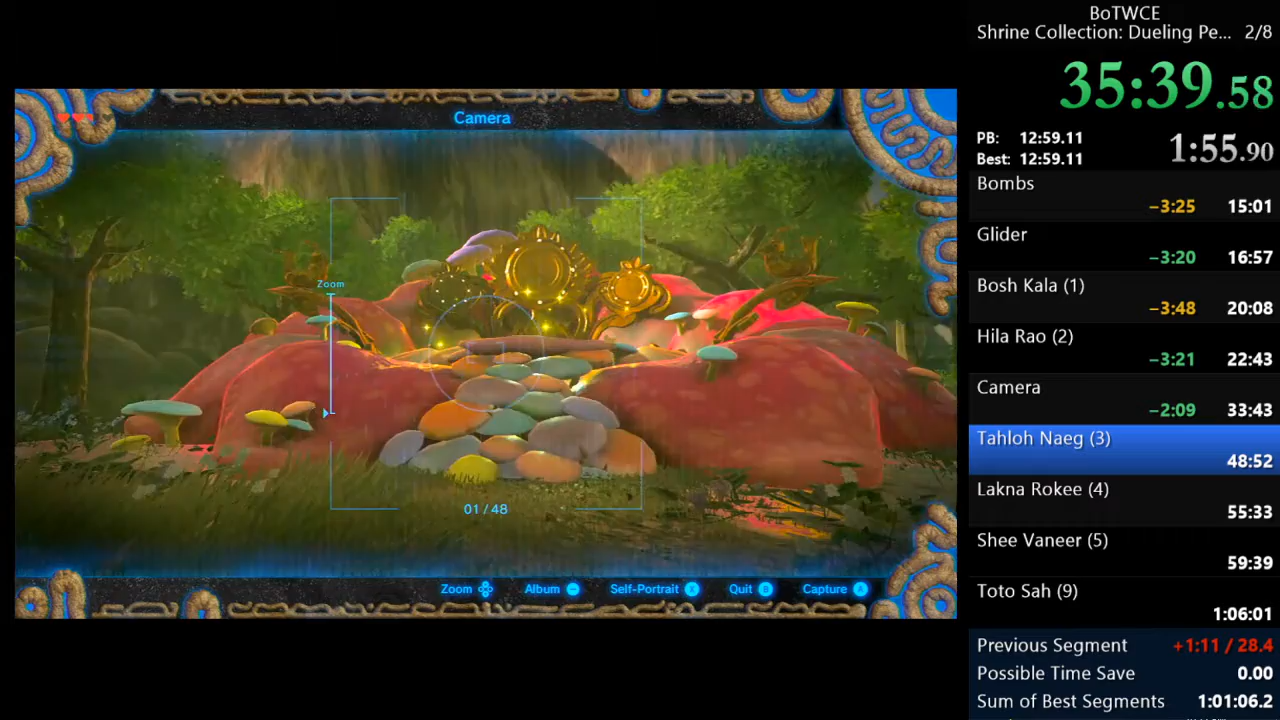 Camera
Zoom
01 / 48
Zoom
Album
Self-Portrait X
Quit B
Capture A
BoTWCE
Shrine Collection: Dueling Pe... 2/8
35:39.58
PB: 12:59.11
Best: 12:59.11
1:55.90
Bombs
−3:25 15:01
Glider
−3:20 16:57
Bosh Kala (1)
−3:48 20:08
Hila Rao (2)
−3:21 22:43
Camera
−2:09 33:43
Tahloh Naeg (3)
48:52
Lakna Rokee (4)
55:33
Shee Vaneer (5)
59:39
Toto Sah (9)
1:06:01
Previous Segment +1:11 / 28.4
Possible Time Save 0.00
Sum of Best Segments 1:01:06.2